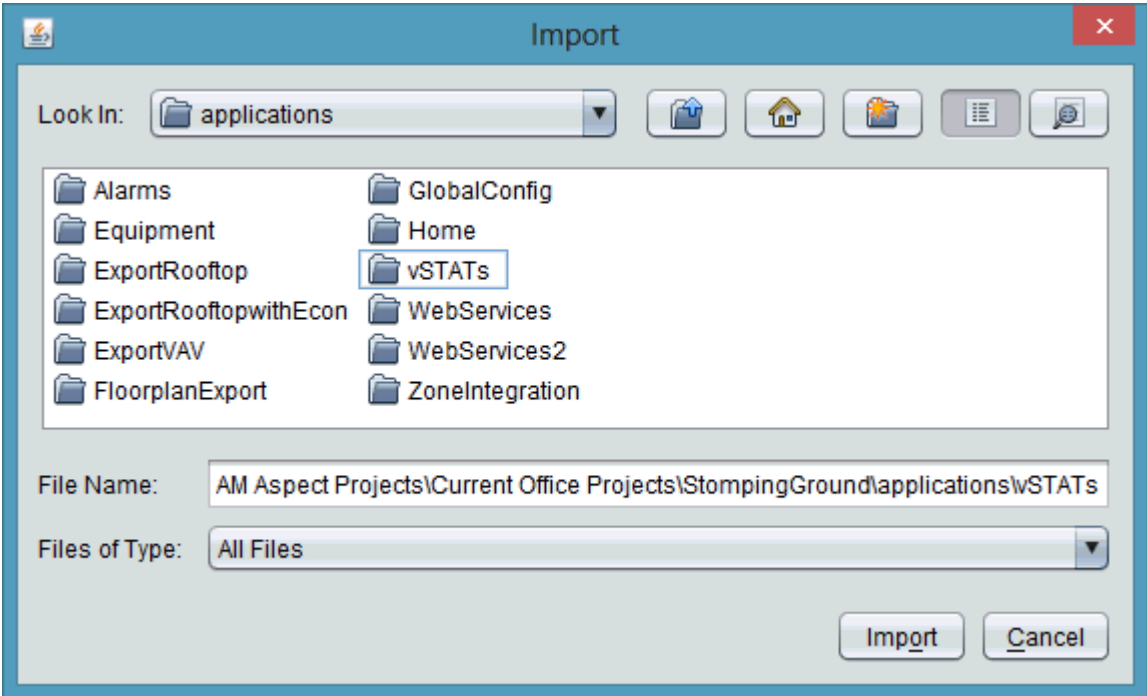 Import
Look In: applications
Alarms GlobalConfig
Equipment Home
ExportRooftop vSTATs
ExportRooftopwithEcon WebServices
ExportVAV WebServices2
FloorplanExport ZoneIntegration
File Name: AM Aspect Projects\Current Office Projects\StompingGround\applications\vSTATs
Files of Type: All Files
Import Cancel